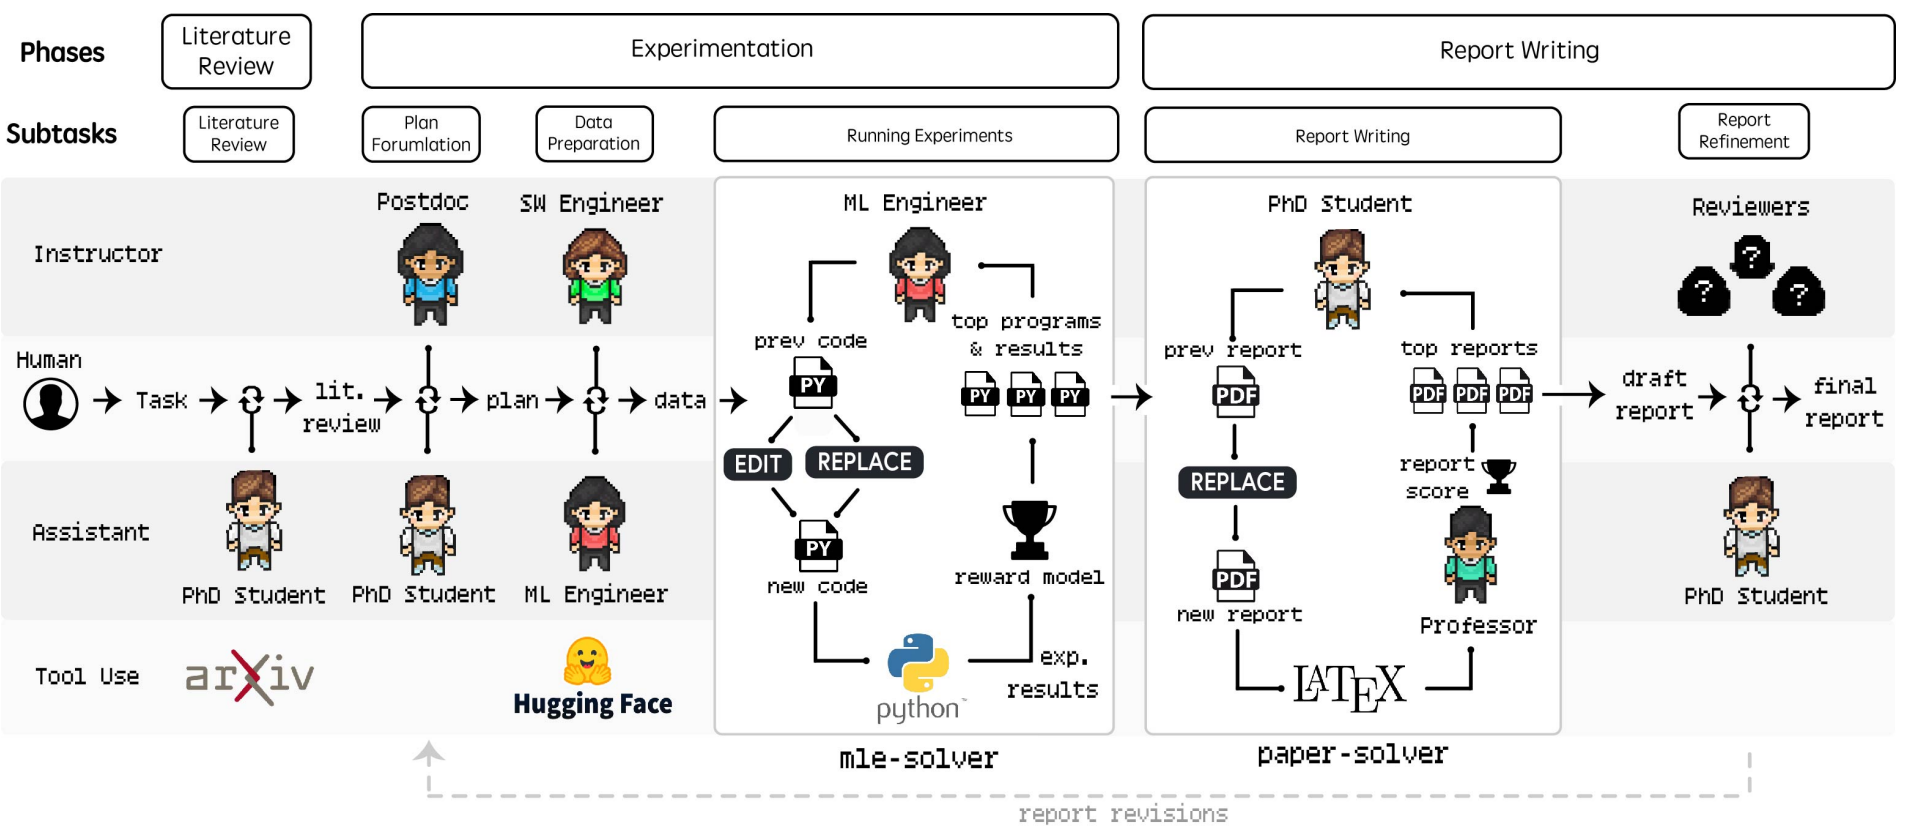 Phases
Literature
Review
Experimentation
Report Writing
Subtasks
Literature
Review
Plan
Forumlation
Data
Preparation
Running Experiments
Report Writing
Report
Refinement
Instructor
Postdoc
SW Engineer
ML Engineer
PhD Student
Reviewers
?
?
?
Human
Task
lit.
review
plan
data
prev code
PY
EDIT
REPLACE
PY
new code
top programs
& results
PY
PY
PY
reward model
exp.
results
python™
prev report
PDF
REPLACE
PDF
new report
top reports
PDF
PDF
PDF
report
score
Professor
LATEX
draft
report
final
report
Assistant
PhD Student
PhD Student
ML Engineer
PhD Student
Tool Use
arXiv
Hugging Face
mle-solver
paper-solver
report revisions